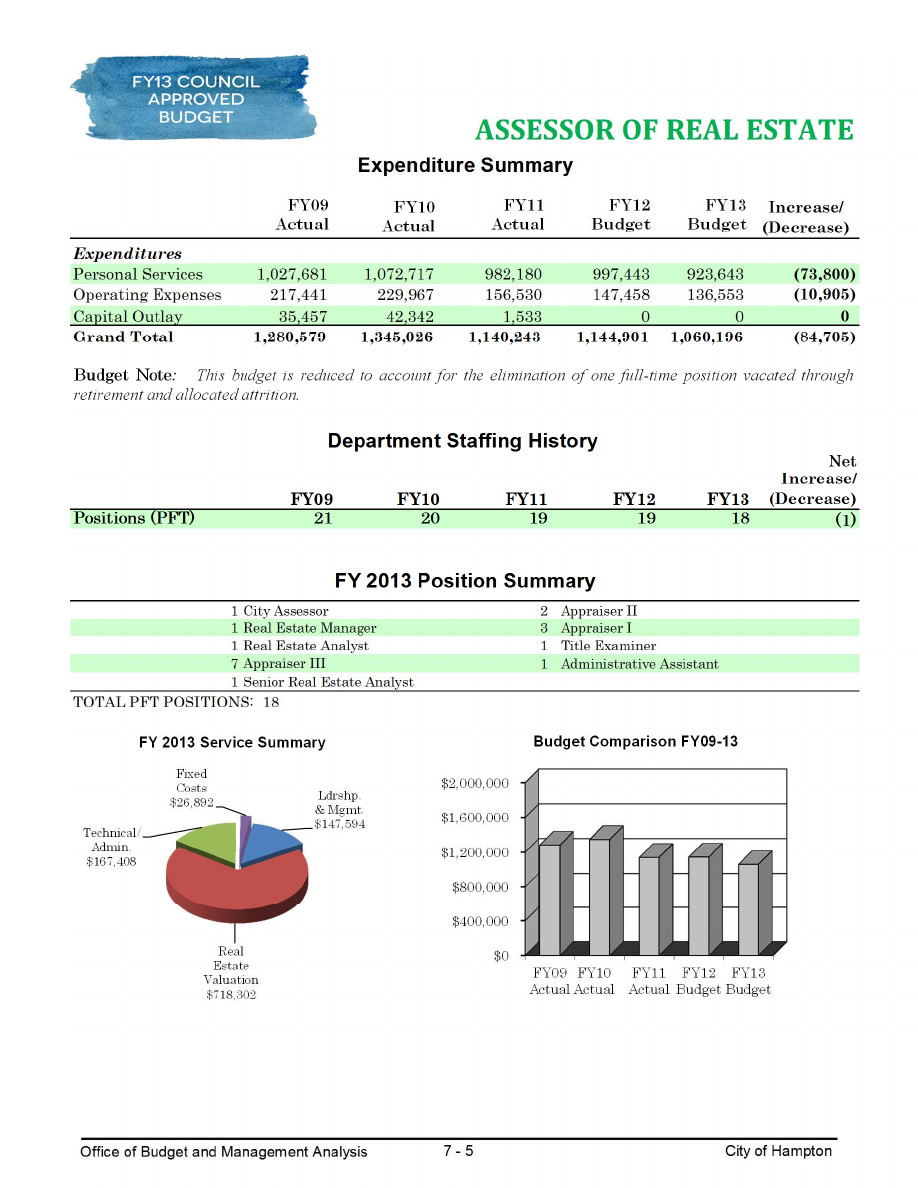 FY13 COUNCIL
APPROVED
BUDGET
ASSESSOR OF REAL ESTATE
Expenditure Summary
FY09 FY10 FY11 FY12 FY13 Increase/
Actual Actual Actual Budget Budget (Decrease)
Expenditures
Personal Services 1,027,681 1,072,717 982,180 997,443 923,643 (73,800)
Operating Expenses 217,441 229,967 156,530 147,458 136,553 (10,905)
Capital Outlay 35,457 42,342 1,533 0 0 0
Grand Total 1,280,579 1,345,026 1,140,243 1,144,901 1,060,196 (84,705)
Budget Note: This budget is reduced to account for the elimination of one full-time position vacated through
retirement and allocated attrition.
Department Staffing History
Net
Increase/
FY09 FY10 FY11 FY12 FY13 (Decrease)
Positions (PFT) 21 20 19 19 18 (1)
FY 2013 Position Summary
1 City Assessor 2 Appraiser II
1 Real Estate Manager 3 Appraiser I
1 Real Estate Analyst 1 Title Examiner
7 Appraiser III 1 Administrative Assistant
1 Senior Real Estate Analyst
TOTAL PFT POSITIONS: 18
FY 2013 Service Summary
Fixed
Costs
$26,892
Ldrshp.
& Mgmt.
$147,594
Technical/
Admin.
$167,408
Real
Estate
Valuation
$718,302
Budget Comparison FY09-13
$2,000,000
$1,600,000
$1,200,000
$800,000
$400,000
$0
FY09 FY10 FY11 FY12 FY13
Actual Actual Actual Budget Budget
Office of Budget and Management Analysis 7 - 5 City of Hampton